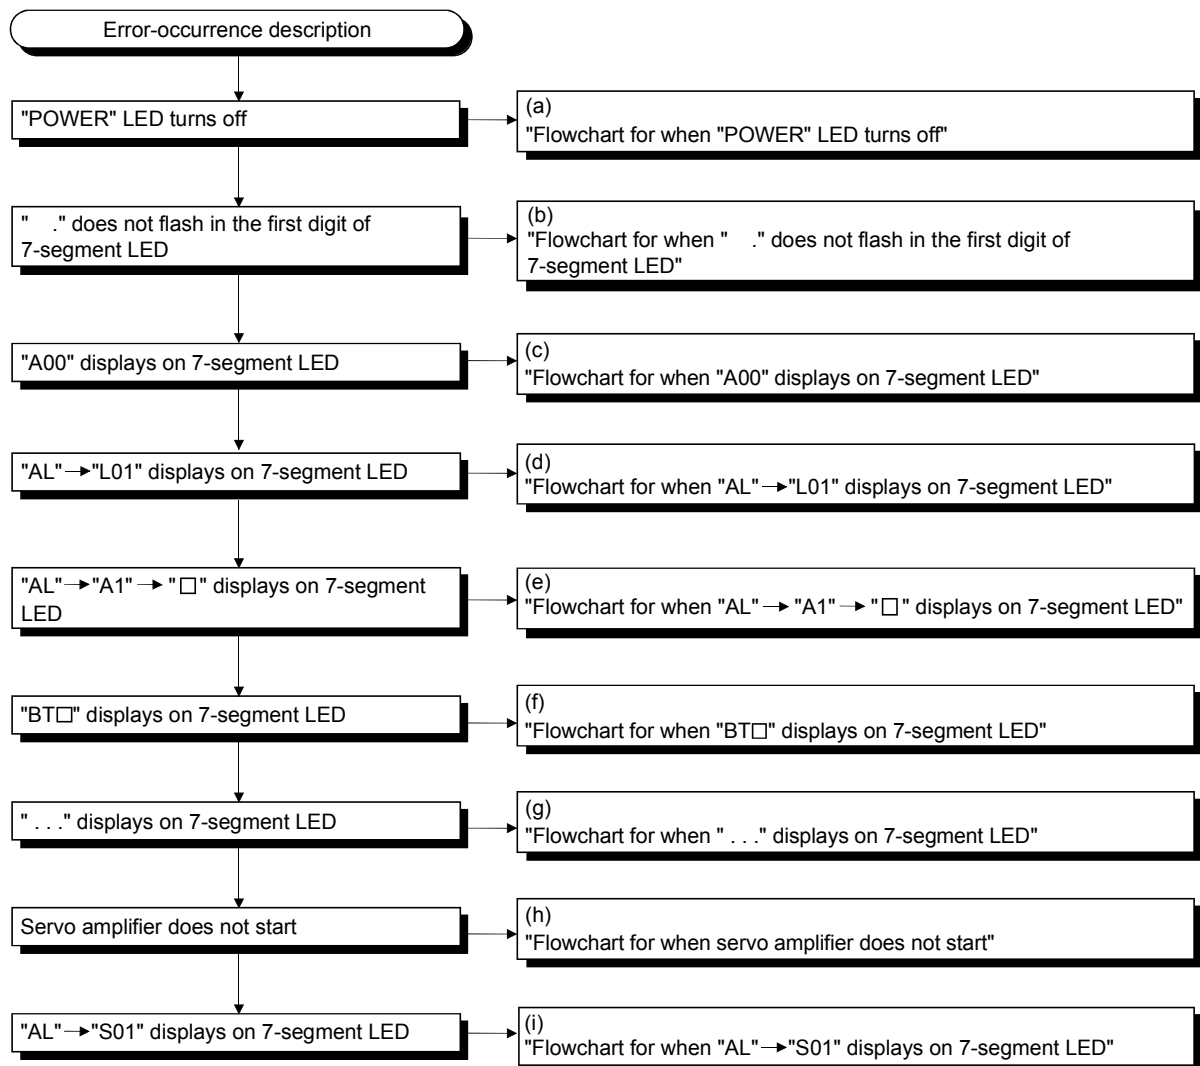 Error-occurrence description
"POWER" LED turns off
(a)
"Flowchart for when "POWER" LED turns off"
" ." does not flash in the first digit of
7-segment LED
(b)
"Flowchart for when " ." does not flash in the first digit of
7-segment LED"
"A00" displays on 7-segment LED
(c)
"Flowchart for when "A00" displays on 7-segment LED"
"AL"→"L01" displays on 7-segment LED
(d)
"Flowchart for when "AL"→"L01" displays on 7-segment LED"
"AL"→"A1"→ "□" displays on 7-segment
LED
(e)
"Flowchart for when "AL"→ "A1"→ "□" displays on 7-segment LED"
"BT□" displays on 7-segment LED
(f)
"Flowchart for when "BT□" displays on 7-segment LED"
" . . ." displays on 7-segment LED
(g)
"Flowchart for when " . . ." displays on 7-segment LED"
Servo amplifier does not start
(h)
"Flowchart for when servo amplifier does not start"
"AL"→"S01" displays on 7-segment LED
(i)
"Flowchart for when "AL"→"S01" displays on 7-segment LED"